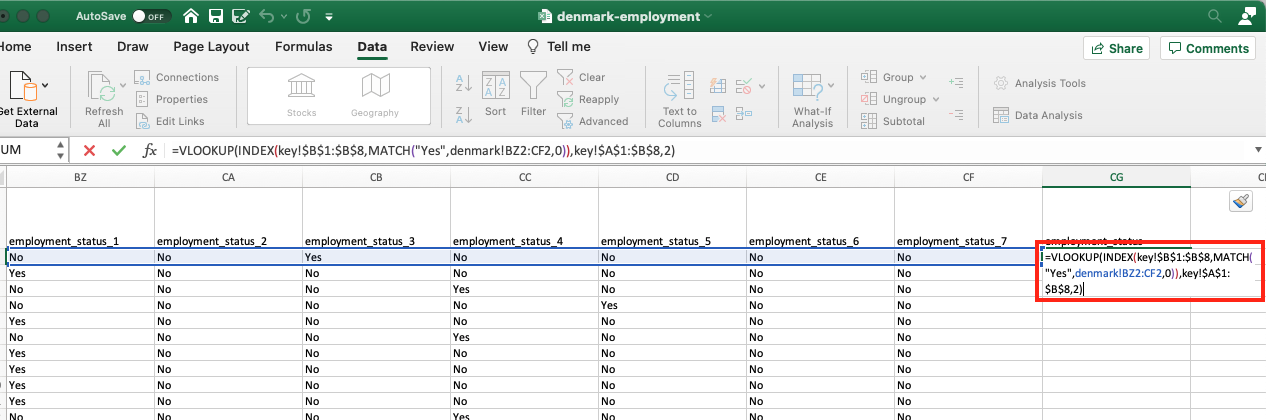 AutoSave OFF denmark-employment
Home Insert Draw Page Layout Formulas Data Review View Tell me Share Comments
Get External Data
Refresh All
Connections
Properties
Edit Links
Stocks Geography
Sort
Filter
Clear
Reapply
Advanced
Text to Columns
What-If Analysis
Group
Ungroup
Subtotal
Analysis Tools
Data Analysis
UM fx =VLOOKUP(INDEX(key!$B$1:$B$8,MATCH("Yes",denmark!BZ2:CF2,0)),key!$A$1:$B$8,2)
BZ CA CB CC CD CE CF CG
employment_status_1 employment_status_2 employment_status_3 employment_status_4 employment_status_5 employment_status_6 employment_status_7 employment_status
No No Yes No No No No =VLOOKUP(INDEX(key!$B$1:$B$8,MATCH(
Yes No No No No No No "Yes",denmark!BZ2:CF2,0)),key!$A$1:
No No No Yes No No No $B$8,2)
No No No No Yes No No
Yes No No No No No No
No No No Yes No No No
Yes No No No No No No
Yes No No No No No No
Yes No No No No No No
Yes No No No No No No
No No No Yes No No No